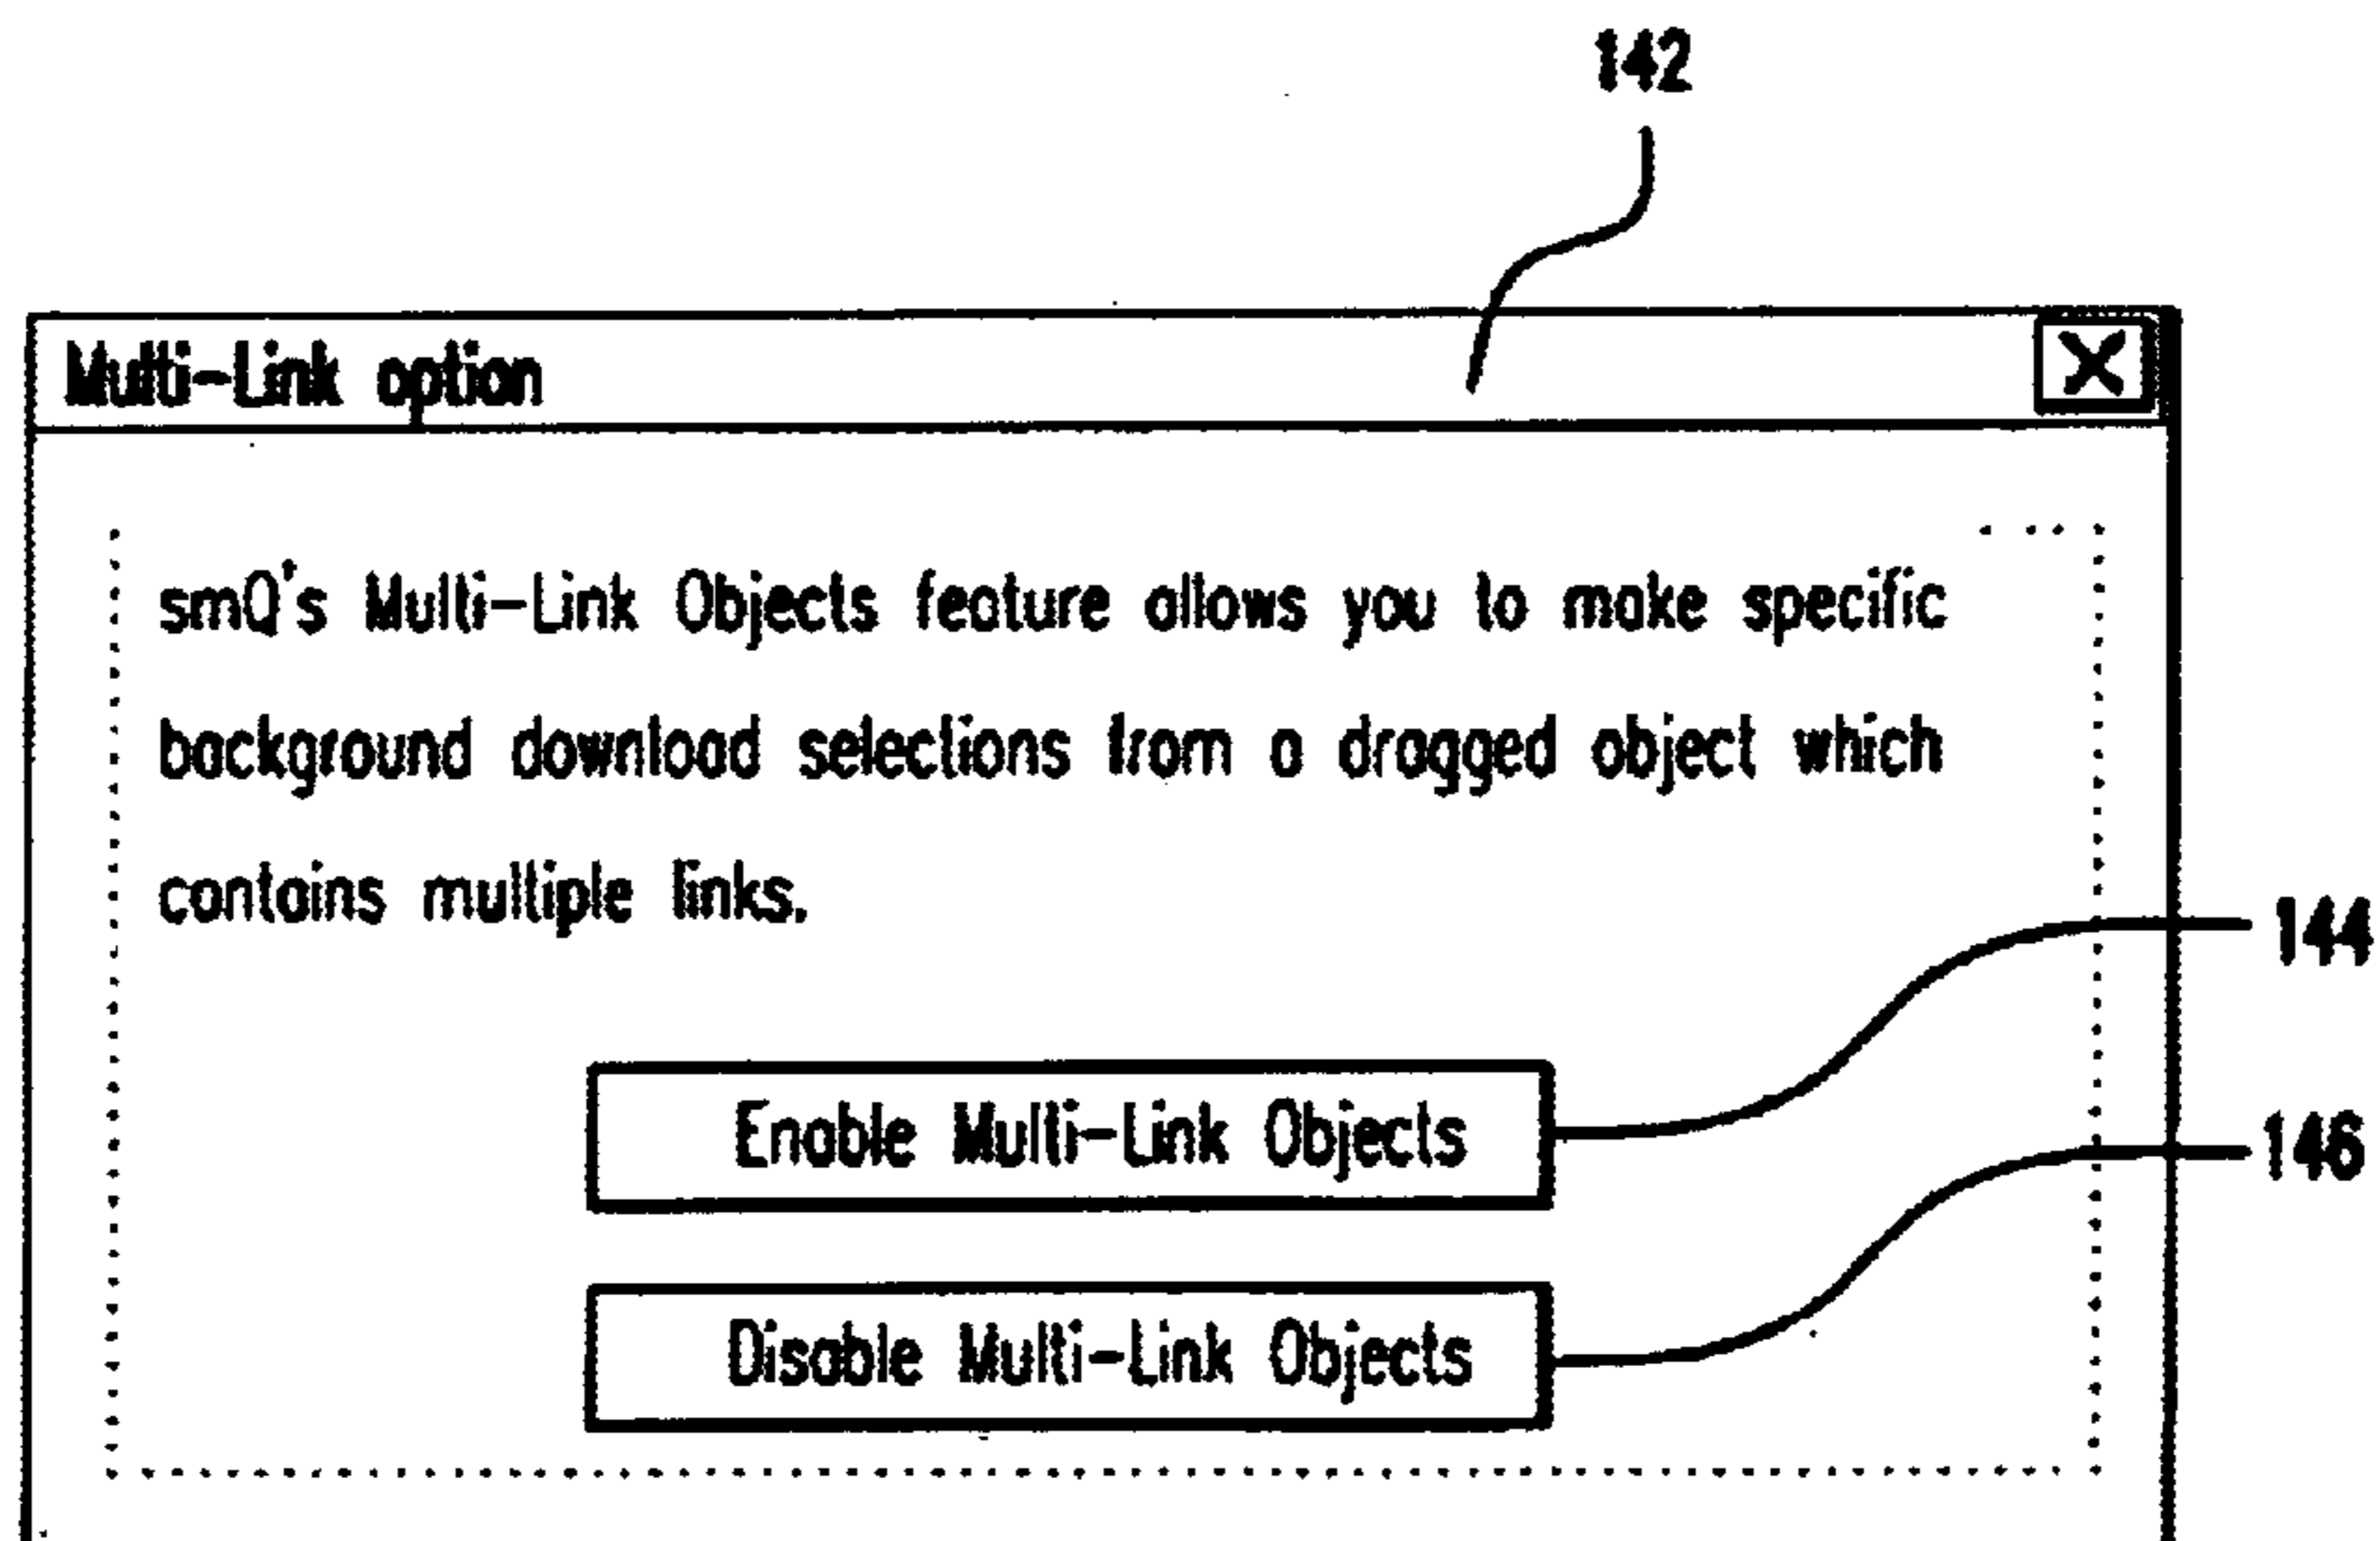 142
Multi-Link option
smQ's Multi-Link Objects feature allows you to make specific
background download selections from a dragged object which
contains multiple links.
144
Enable Multi-Link Objects
146
Disable Multi-Link Objects